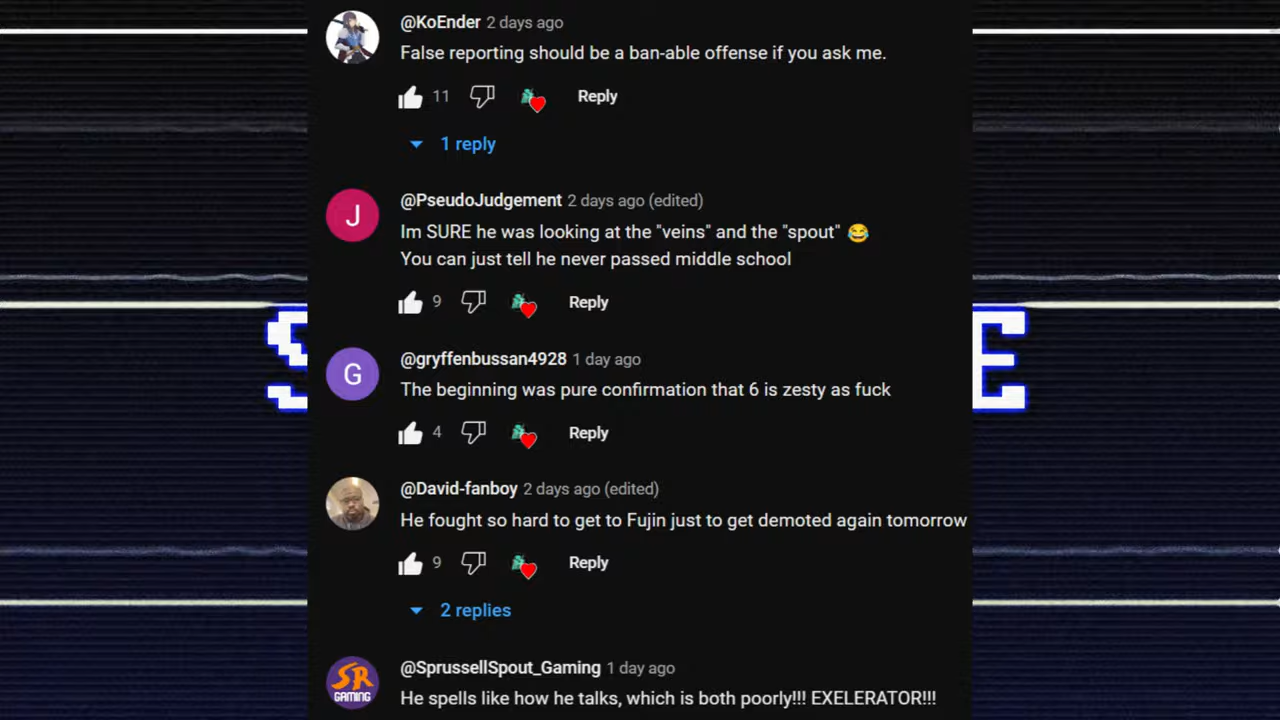 @KoEnder 2 days ago
False reporting should be a ban-able offense if you ask me.
11 Reply
1 reply
J
@PseudoJudgement 2 days ago (edited)
Im SURE he was looking at the "veins" and the "spout" 😂
You can just tell he never passed middle school
9 Reply
G
@gryffenbussan4928 1 day ago
The beginning was pure confirmation that 6 is zesty as fuck
4 Reply
@David-fanboy 2 days ago (edited)
He fought so hard to get to Fujin just to get demoted again tomorrow
9 Reply
2 replies
SR
GAMING
@SprussellSpout_Gaming 1 day ago
He spells like how he talks, which is both poorly!!! EXELERATOR!!!